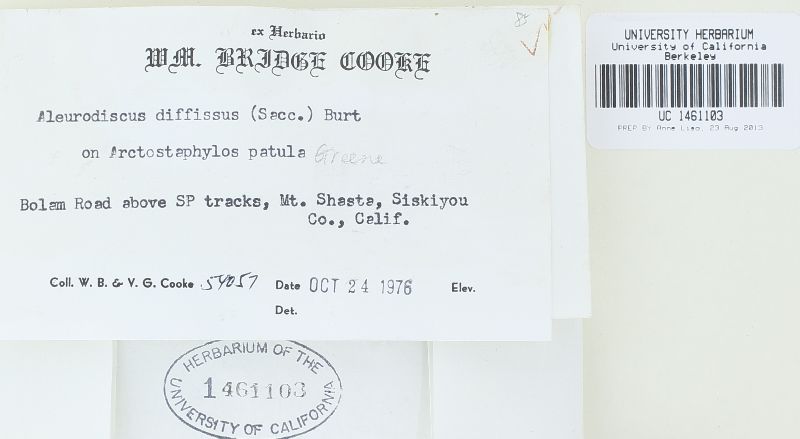 ex Herbario
WM. BRIDGE COOKE
Aleurodiscus diffissus (Sacc.) Burt
on Arctostaphylos patula Greene
Bolam Road above SP tracks, Mt. Shasta, Siskiyou
Co., Calif.
Coll. W. B. & V. G. Cooke 54057 Date OCT 24 1976 Elev.
Det.
UNIVERSITY HERBARIUM
University of California
Berkeley
UC 1461103
PREP BY Anna Liao, 23 Aug 2013
HERBARIUM OF THE
1461103
UNIVERSITY OF CALIFORNIA